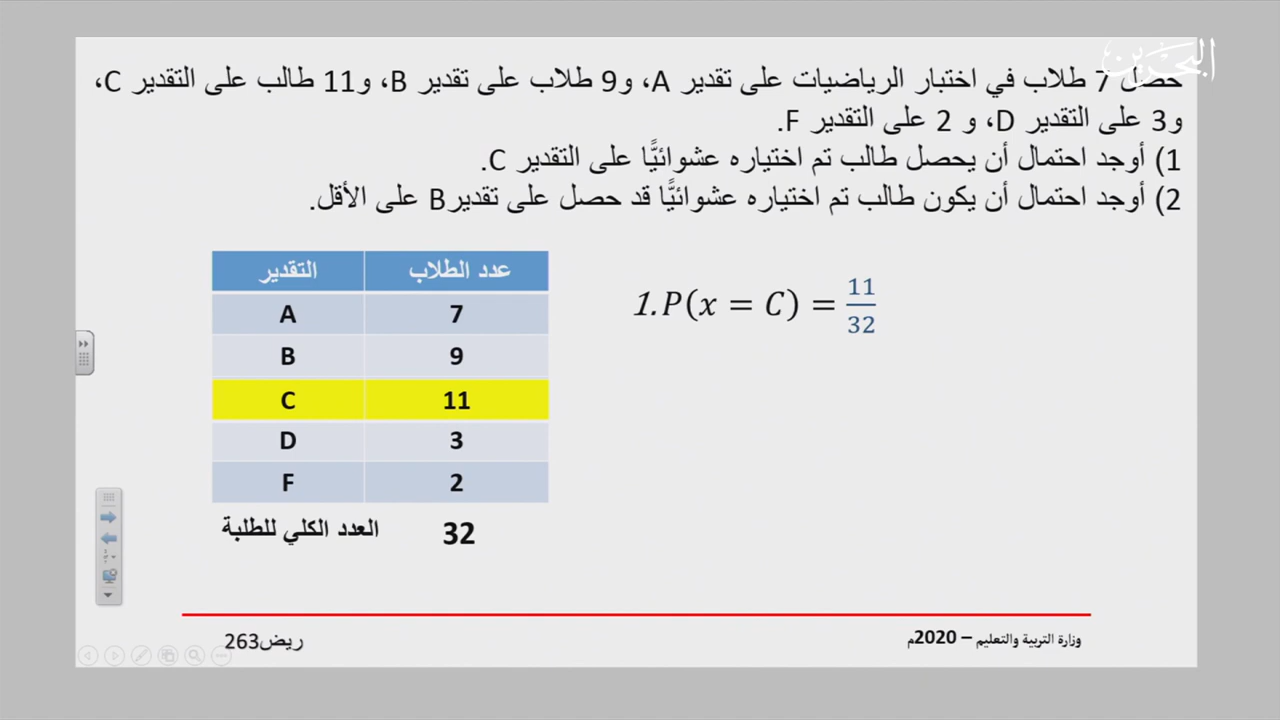 البحرين
حصل 7 طلاب في اختبار الرياضيات على تقدير A، و9 طلاب على تقدير B، و11 طالب على التقدير C،
و3 على التقدير D، و 2 على التقدير F.
1) أوجد احتمال أن يحصل طالب تم اختياره عشوائيًّا على التقدير C.
2) أوجد احتمال أن يكون طالب تم اختياره عشوائيًّا قد حصل على تقديرB على الأقل.
التقدير عدد الطلاب
A 7
B 9
C 11
D 3
F 2
العدد الكلي للطلبة 32
1.P(x = C) = 11/32
وزارة التربية والتعليم – 2020م
ريض263